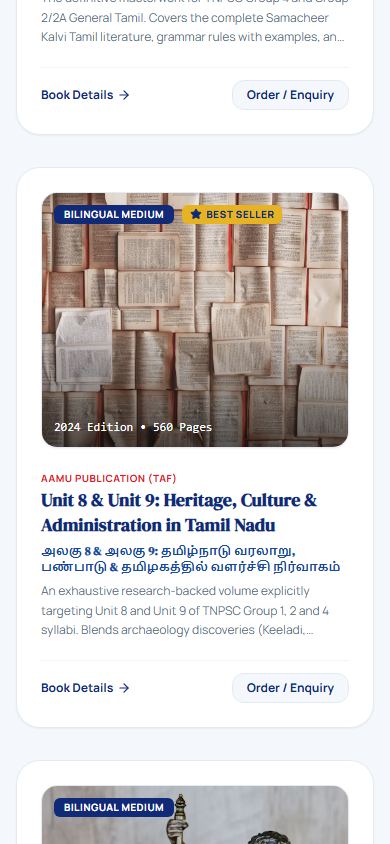 The definitive masterwork for TNPSC Group 4 and Group
2/2A General Tamil. Covers the complete Samacheer
Kalvi Tamil literature, grammar rules with examples, an...
Book Details →
Order / Enquiry
BILINGUAL MEDIUM
★ BEST SELLER
2024 Edition • 560 Pages
AAMU PUBLICATION (TAF)
Unit 8 & Unit 9: Heritage, Culture &
Administration in Tamil Nadu
அலகு 8 & அலகு 9: தமிழ்நாடு வரலாறு,
பண்பாடு & தமிழகத்தில் வளர்ச்சி நிர்வாகம்
An exhaustive research-backed volume explicitly
targeting Unit 8 and Unit 9 of TNPSC Group 1, 2 and 4
syllabi. Blends archaeology discoveries (Keeladi,...
Book Details →
Order / Enquiry
BILINGUAL MEDIUM